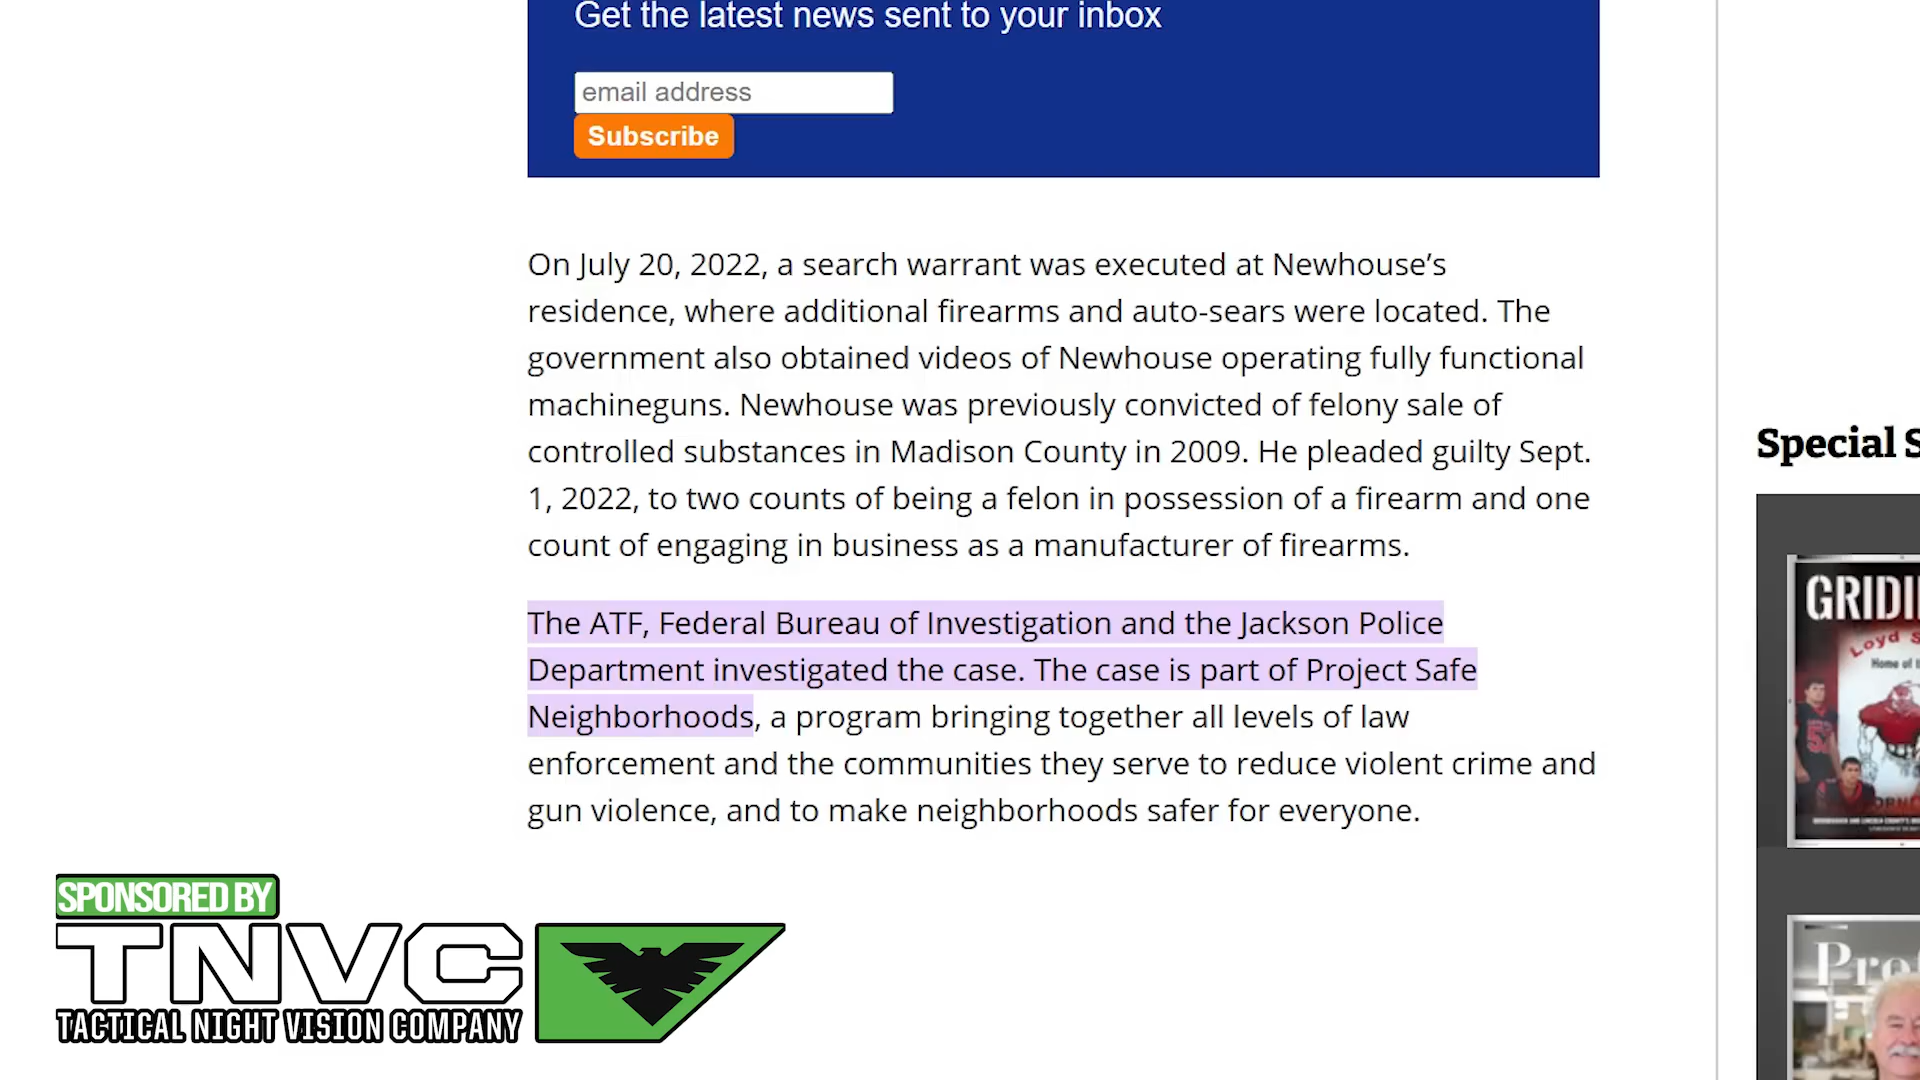 Get the latest news sent to your inbox
email address
Subscribe
On July 20, 2022, a search warrant was executed at Newhouse’s
residence, where additional firearms and auto-sears were located. The
government also obtained videos of Newhouse operating fully functional
machineguns. Newhouse was previously convicted of felony sale of
controlled substances in Madison County in 2009. He pleaded guilty Sept.
1, 2022, to two counts of being a felon in possession of a firearm and one
count of engaging in business as a manufacturer of firearms.
The ATF, Federal Bureau of Investigation and the Jackson Police
Department investigated the case. The case is part of Project Safe
Neighborhoods, a program bringing together all levels of law
enforcement and the communities they serve to reduce violent crime and
gun violence, and to make neighborhoods safer for everyone.
Special S
GRIDI
Loyd S
Home of
Pro
SPONSORED BY
TNVC
TACTICAL NIGHT VISION COMPANY